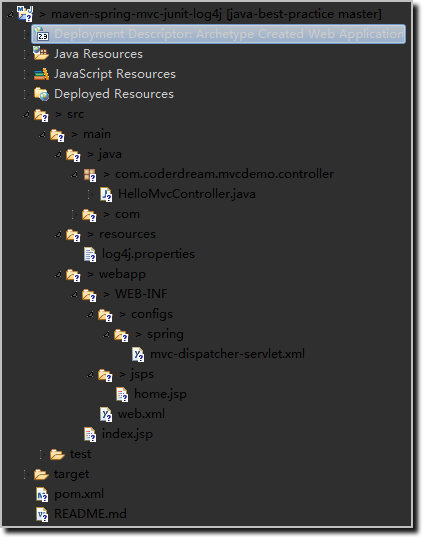 > maven-spring-mvc-junit-log4j [java-best-practice master]
Deployment Descriptor: Archetype Created Web Application
Java Resources
JavaScript Resources
Deployed Resources
> src
> main
> java
> com.coderdream.mvcdemo.controller
HelloMvcController.java
> com
> resources
log4j.properties
> webapp
> WEB-INF
> configs
> spring
mvc-dispatcher-servlet.xml
> jsps
home.jsp
web.xml
index.jsp
test
target
pom.xml
README.md